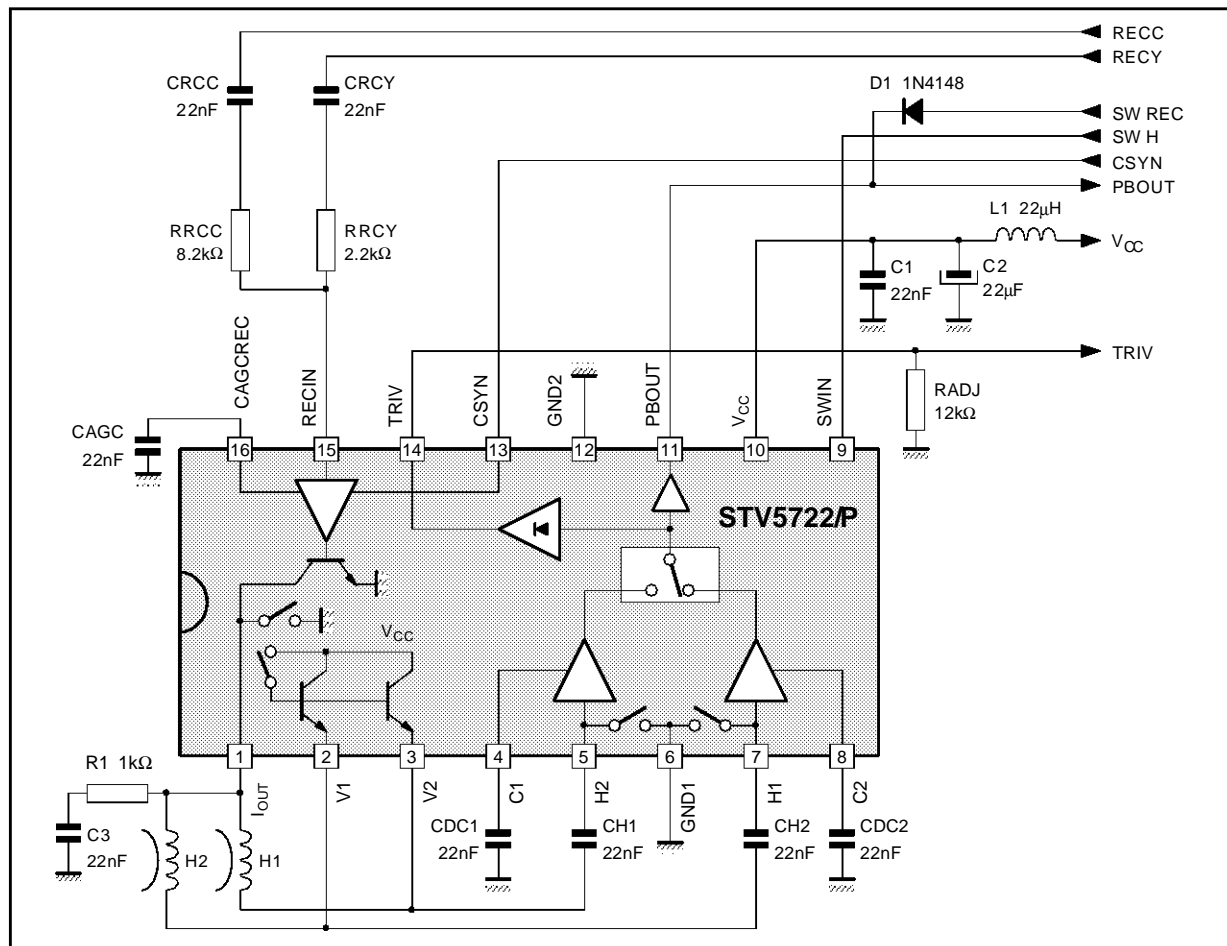 RECC
RECY
CRCC
22nF
CRCY
22nF
D1 1N4148
SW REC
SW H
CSYN
PBOUT
L1 22μH
VCC
RRCC
8.2kΩ
RRCY
2.2kΩ
C1
22nF
C2
22μF
TRIV
RADJ
12kΩ
CAGCREC
RECIN
TRIV
CSYN
GND2
PBOUT
VCC
SWIN
CAGC
22nF
16
15
14
13
12
11
10
9
STV5722/P
VCC
1
2
3
4
5
6
7
8
R1 1kΩ
IOUT
V1
V2
C1
H2
GND1
H1
C2
C3
22nF
H2
H1
CDC1
22nF
CH1
22nF
CH2
22nF
CDC2
22nF